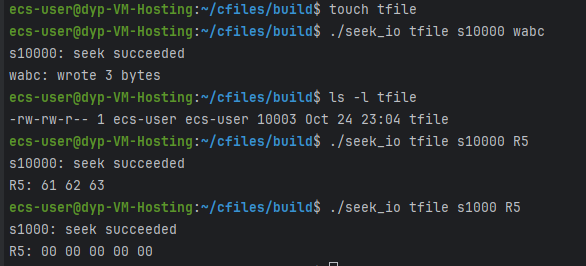 ecs-user@dyp-VM-Hosting:~/cfiles/build$ touch tfile
ecs-user@dyp-VM-Hosting:~/cfiles/build$ ./seek_io tfile s10000 wabc
s10000: seek succeeded
wabc: wrote 3 bytes
ecs-user@dyp-VM-Hosting:~/cfiles/build$ ls -l tfile
-rw-rw-r-- 1 ecs-user ecs-user 10003 Oct 24 23:04 tfile
ecs-user@dyp-VM-Hosting:~/cfiles/build$ ./seek_io tfile s10000 R5
s10000: seek succeeded
R5: 61 62 63
ecs-user@dyp-VM-Hosting:~/cfiles/build$ ./seek_io tfile s1000 R5
s1000: seek succeeded
R5: 00 00 00 00 00